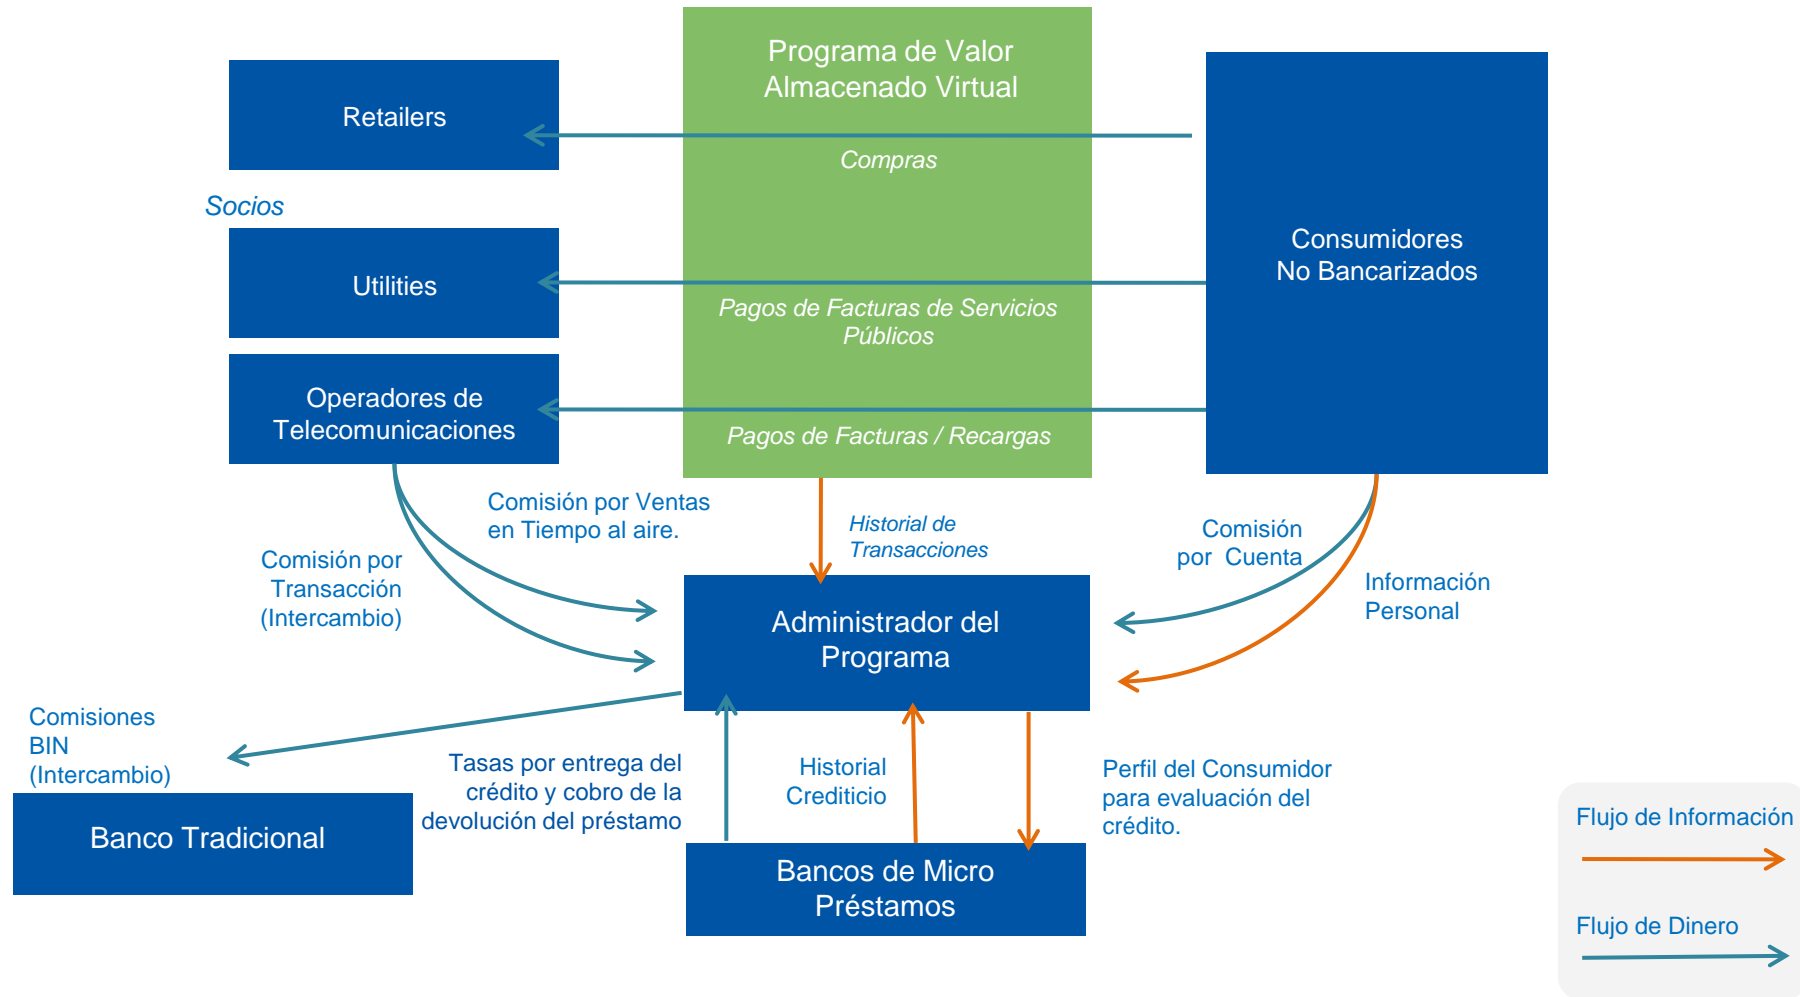 Programa de Valor
Almacenado Virtual
Retailers
Compras
Socios
Consumidores
No Bancarizados
Utilities
Pagos de Facturas de Servicios
Públicos
Operadores de
Telecomunicaciones
Pagos de Facturas / Recargas
Comisión por Ventas
en Tiempo al aire.
Historial de
Transacciones
Comisión
por Cuenta
Comisión por
Transacción
(Intercambio)
Información
Personal
Administrador del
Programa
Comisiones
BIN
(Intercambio)
Tasas por entrega del
crédito y cobro de la
devolución del préstamo
Historial
Crediticio
Perfil del Consumidor
para evaluación del
crédito.
Banco Tradicional
Bancos de Micro
Préstamos
Flujo de Información
Flujo de Dinero